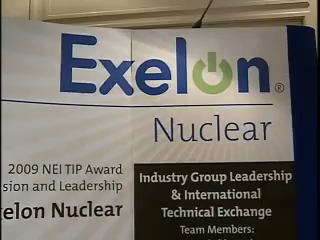 Exelon®
Nuclear
2009 NEI TIP Award
sion and Leadership
elon Nuclear
Industry Group Leadership
& International
Technical Exchange
Team Members: